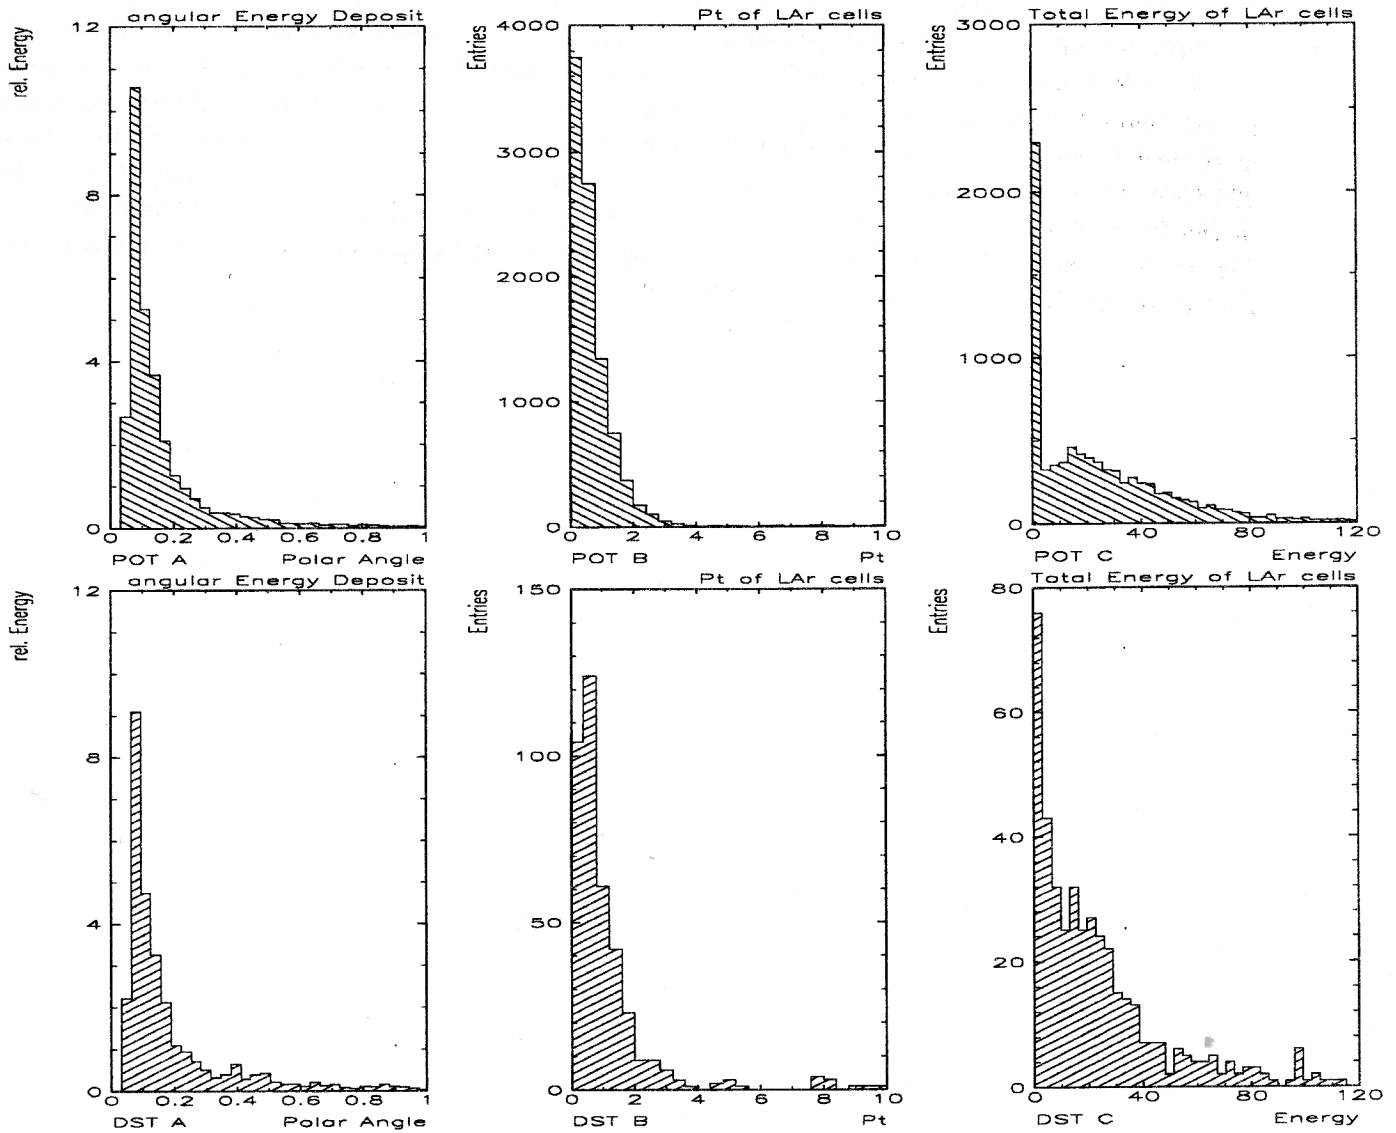 angular Energy Deposit
rel. Energy
12
8
4
0
0 0.2 0.4 0.6 0.8 1
POT A Polar Angle
Pt of LAr cells
Entries
4000
3000
2000
1000
0
0 2 4 6 8 10
POT B Pt
Total Energy of LAr cells
Entries
3000
2000
1000
0
0 40 80 120
POT C Energy
angular Energy Deposit
rel. Energy
12
8
4
0
0 0.2 0.4 0.6 0.8 1
DST A Polar Angle
Pt of LAr cells
Entries
150
100
50
0
0 2 4 6 8 10
DST B Pt
Total Energy of LAr cells
Entries
80
60
40
20
0
0 40 80 120
DST C Energy